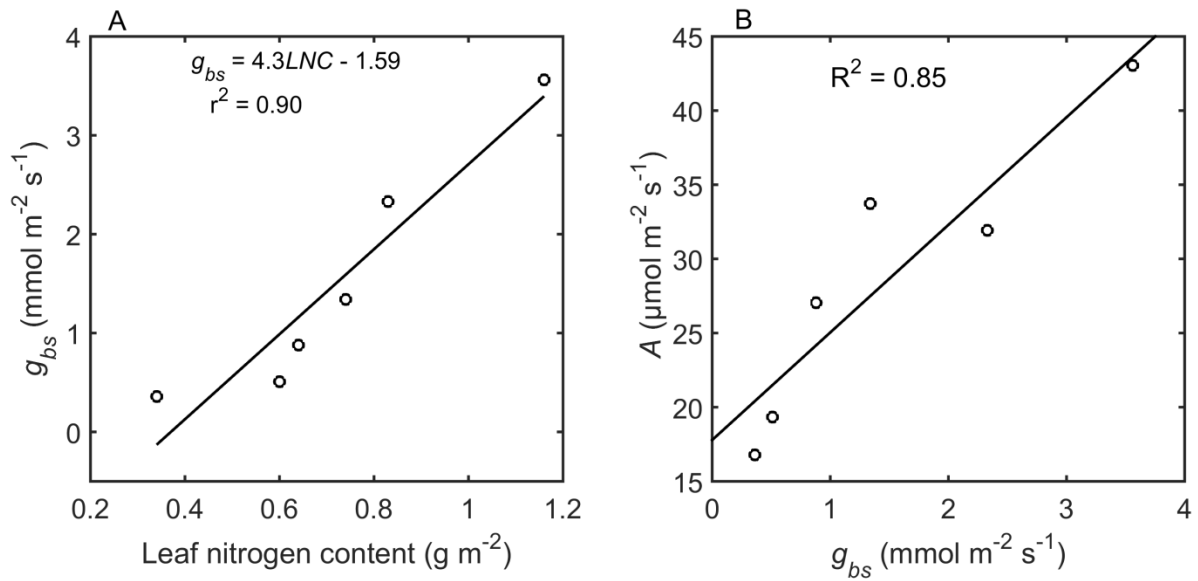 A
g_bs = 4.3LNC - 1.59
r² = 0.90
4
3
2
1
0
g_bs (mmol m⁻² s⁻¹)
0.2 0.4 0.6 0.8 1 1.2
Leaf nitrogen content (g m⁻²)
B
R² = 0.85
45
40
35
30
25
20
15
A (μmol m⁻² s⁻¹)
0 1 2 3 4
g_bs (mmol m⁻² s⁻¹)